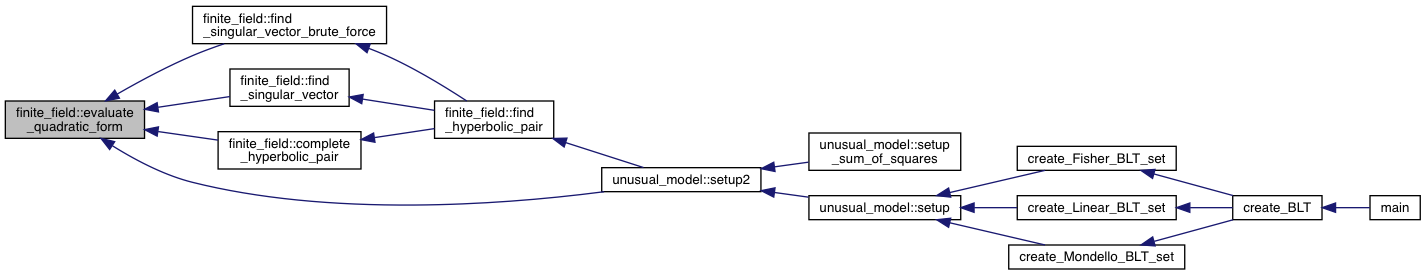 finite_field::evaluate
_quadratic_form
finite_field::find
_singular_vector_brute_force
finite_field::find
_singular_vector
finite_field::complete
_hyperbolic_pair
finite_field::find
_hyperbolic_pair
unusual_model::setup2
unusual_model::setup
_sum_of_squares
unusual_model::setup
create_Fisher_BLT_set
create_Linear_BLT_set
create_Mondello_BLT_set
create_BLT
main